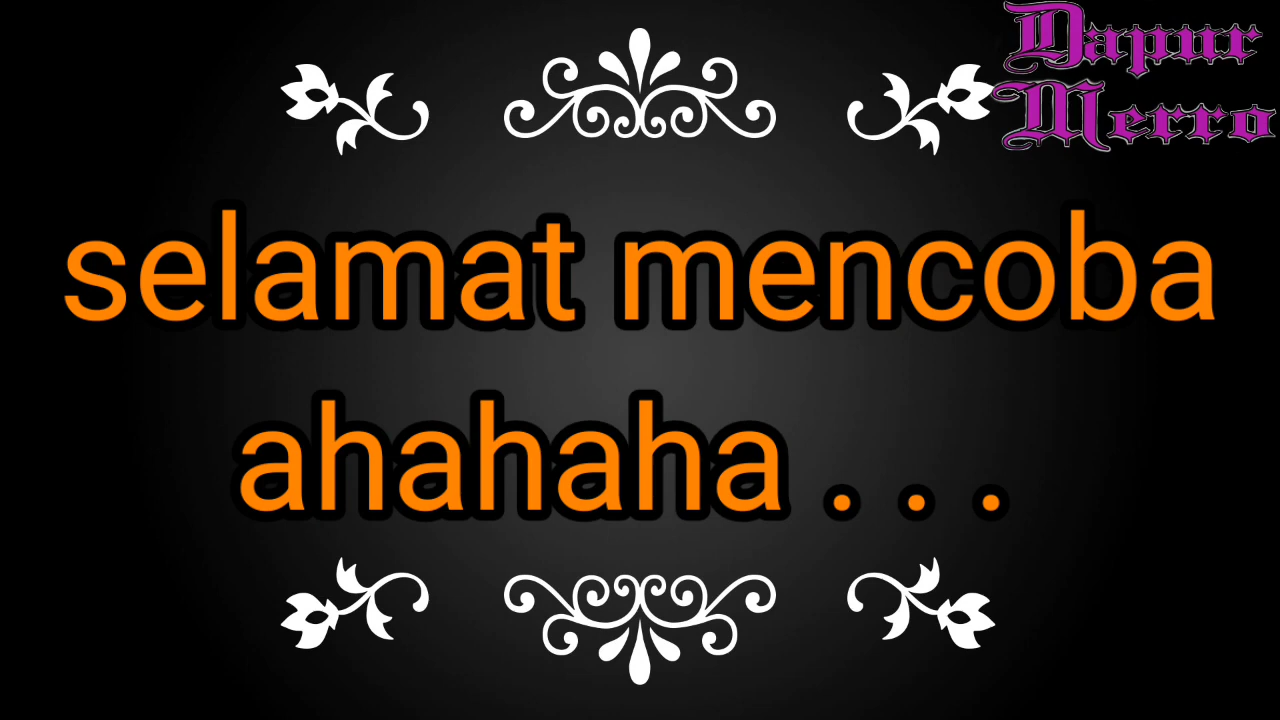 Dapur
Merro
selamat mencoba
ahahaha . . .